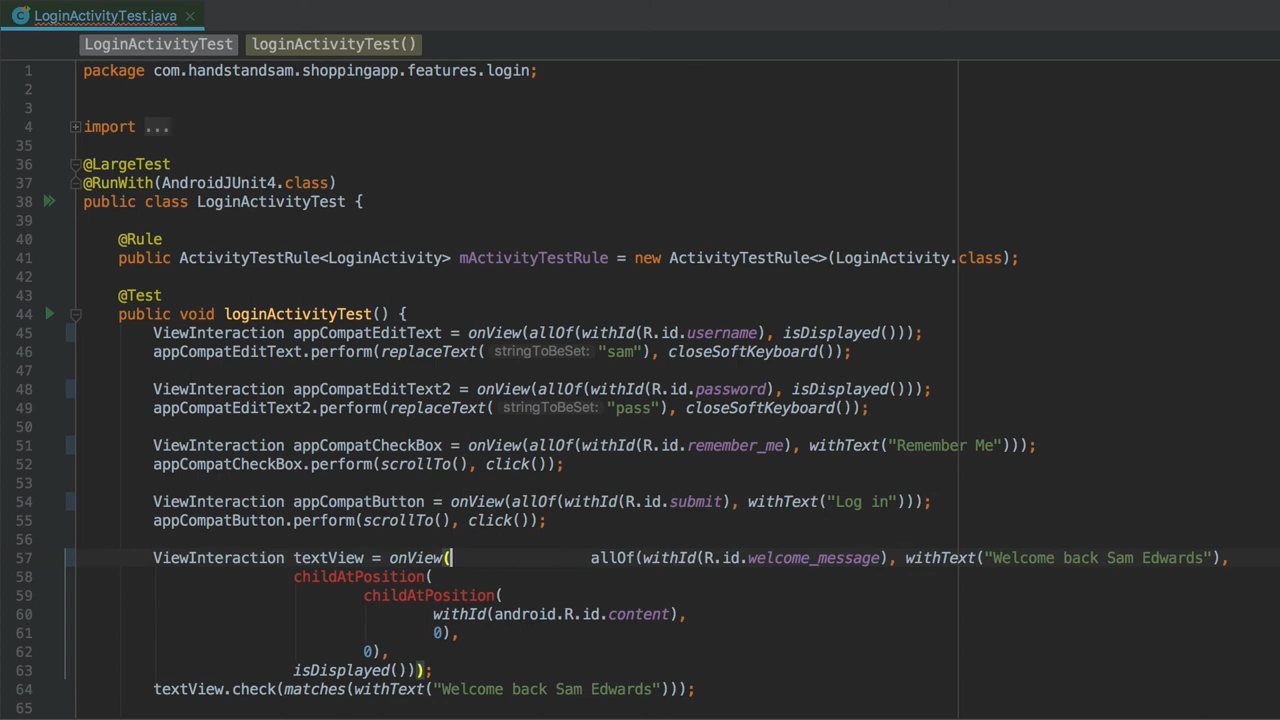 LoginActivityTest.java
LoginActivityTest loginActivityTest()
1 package com.handstandsam.shoppingapp.features.login;
2
3
4 import ...
35
36 @LargeTest
37 @RunWith(AndroidJUnit4.class)
38 public class LoginActivityTest {
39
40 @Rule
41 public ActivityTestRule<LoginActivity> mActivityTestRule = new ActivityTestRule<>(LoginActivity.class);
42
43 @Test
44 public void loginActivityTest() {
45 ViewInteraction appCompatEditText = onView(allOf(withId(R.id.username), isDisplayed()));
46 appCompatEditText.perform(replaceText( stringToBeSet: "sam"), closeSoftKeyboard());
47
48 ViewInteraction appCompatEditText2 = onView(allOf(withId(R.id.password), isDisplayed()));
49 appCompatEditText2.perform(replaceText( stringToBeSet: "pass"), closeSoftKeyboard());
50
51 ViewInteraction appCompatCheckBox = onView(allOf(withId(R.id.remember_me), withText("Remember Me")));
52 appCompatCheckBox.perform(scrollTo(), click());
53
54 ViewInteraction appCompatButton = onView(allOf(withId(R.id.submit), withText("Log in")));
55 appCompatButton.perform(scrollTo(), click());
56
57 ViewInteraction textView = onView( allOf(withId(R.id.welcome_message), withText("Welcome back Sam Edwards"),
58 childAtPosition(
59 childAtPosition(
60 withId(android.R.id.content),
61 0),
62 0),
63 isDisplayed()));
64 textView.check(matches(withText("Welcome back Sam Edwards")));
65